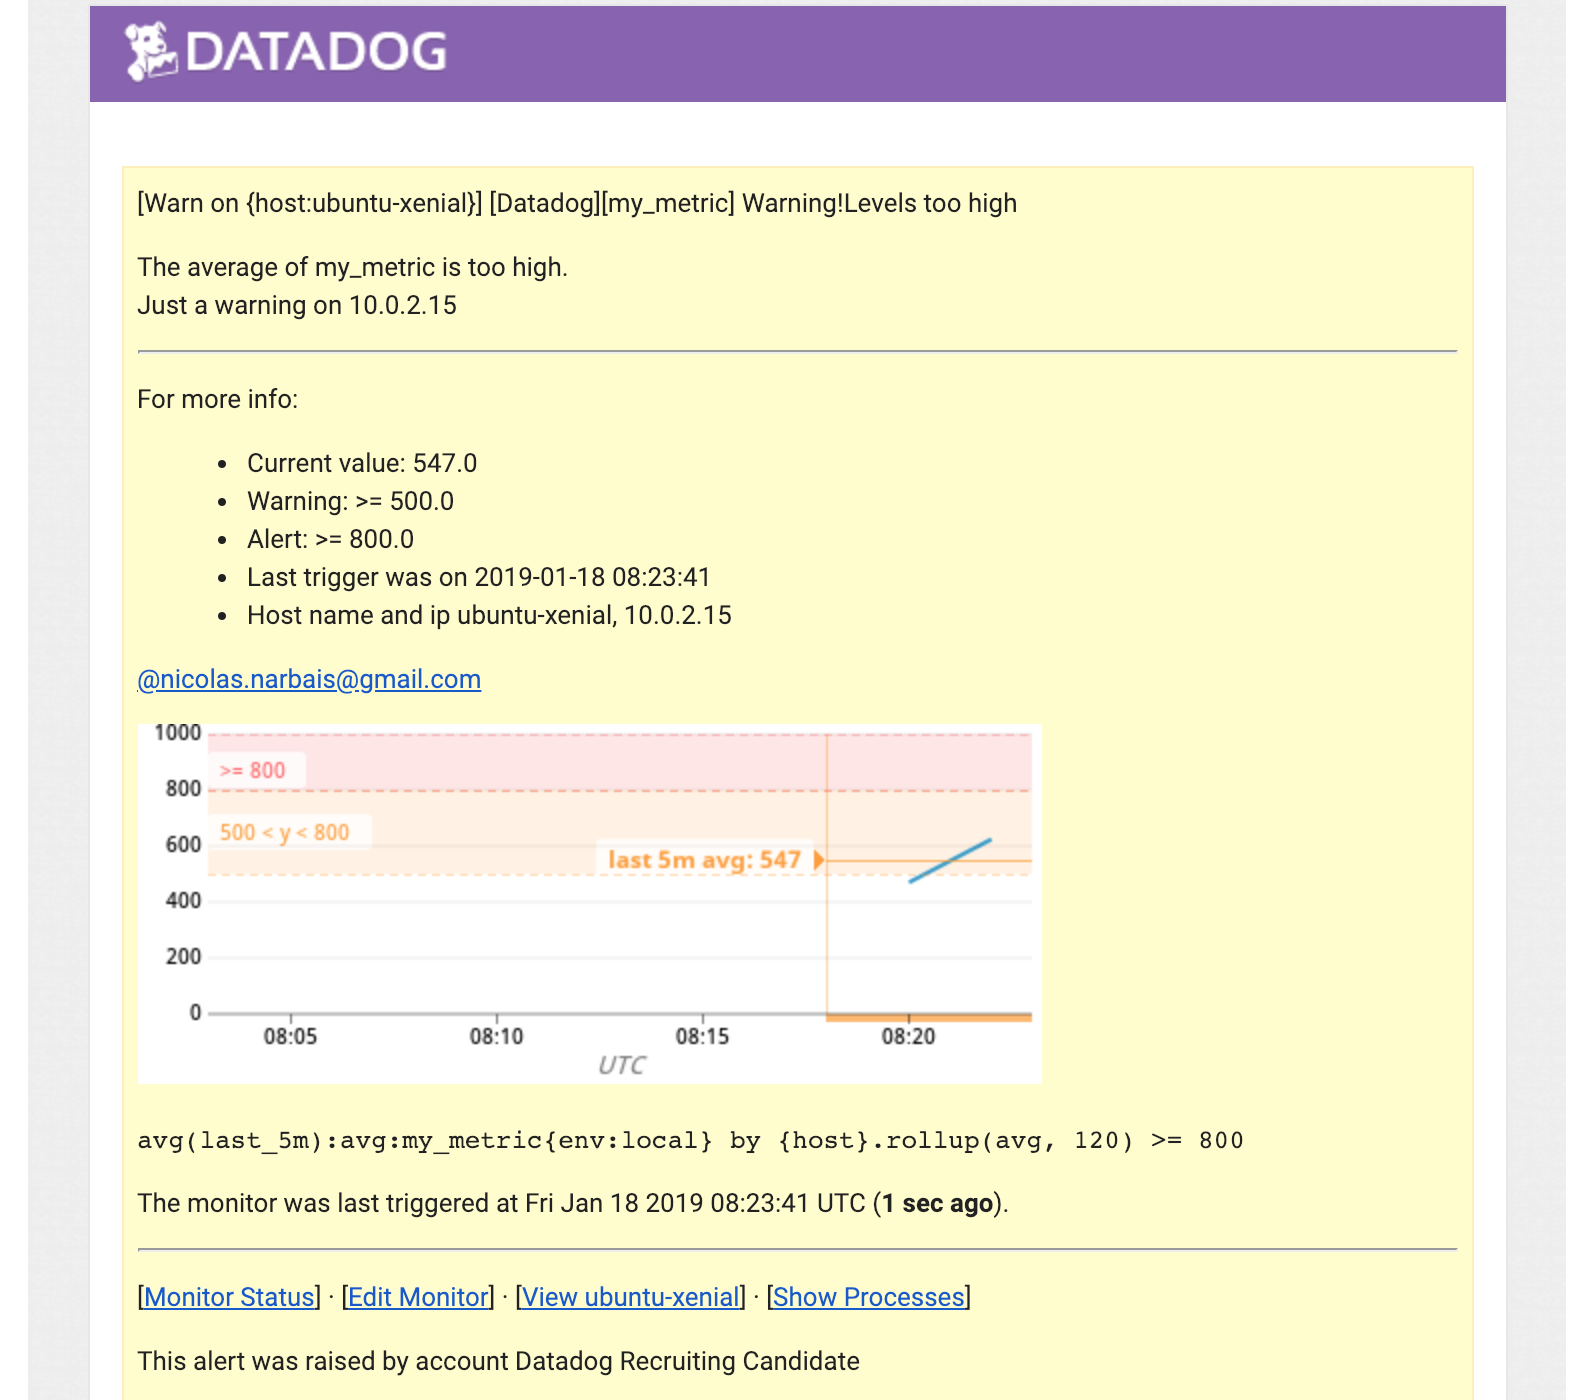 DATADOG
[Warn on {host:ubuntu-xenial}] [Datadog][my_metric] Warning!Levels too high
The average of my_metric is too high.
Just a warning on 10.0.2.15
For more info:
• Current value: 547.0
• Warning: >= 500.0
• Alert: >= 800.0
• Last trigger was on 2019-01-18 08:23:41
• Host name and ip ubuntu-xenial, 10.0.2.15
@nicolas.narbais@gmail.com
1000
>= 800
800
500 < y < 800
600
last 5m avg: 547
400
200
0
08:05 08:10 08:15 08:20
UTC
avg(last_5m):avg:my_metric{env:local} by {host}.rollup(avg, 120) >= 800
The monitor was last triggered at Fri Jan 18 2019 08:23:41 UTC (1 sec ago).
[Monitor Status] · [Edit Monitor] · [View ubuntu-xenial] · [Show Processes]
This alert was raised by account Datadog Recruiting Candidate